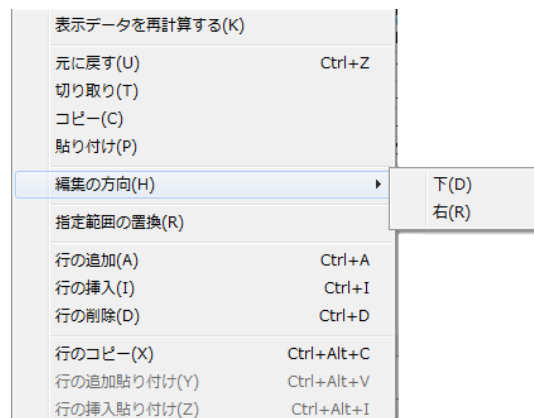 表示データを再計算する(K)
元に戻す(U) Ctrl+Z
切り取り(T)
コピー(C)
貼り付け(P)
編集の方向(H)
下(D)
右(R)
指定範囲の置換(R)
行の追加(A) Ctrl+A
行の挿入(I) Ctrl+I
行の削除(D) Ctrl+D
行のコピー(X) Ctrl+Alt+C
行の追加貼り付け(Y) Ctrl+Alt+V
行の挿入貼り付け(Z) Ctrl+Alt+I